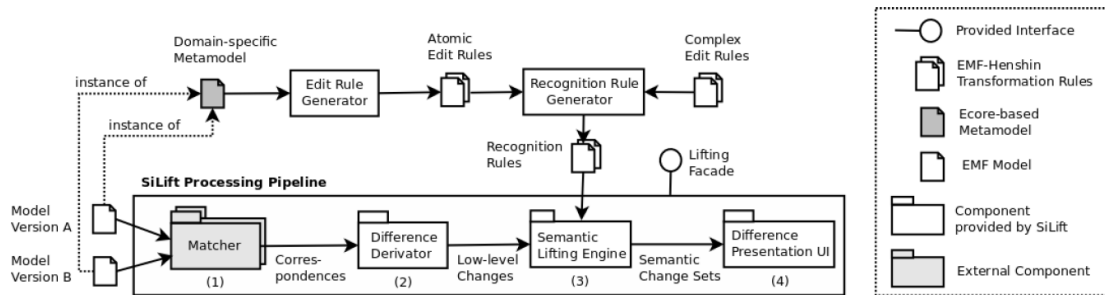 Domain-specific
Metamodel
Atomic
Edit Rules
Complex
Edit Rules
instance of
instance of
Edit Rule
Generator
Recognition Rule
Generator
Recognition
Rules
Lifting
Facade
SiLift Processing Pipeline
Model
Version A
Model
Version B
Matcher
(1)
Corres-
pondences
Difference
Derivator
(2)
Low-level
Changes
Semantic
Lifting Engine
(3)
Semantic
Change Sets
Difference
Presentation UI
(4)
Provided Interface
EMF-Henshin
Transformation Rules
Ecore-based
Metamodel
EMF Model
Component
provided by SiLift
External Component